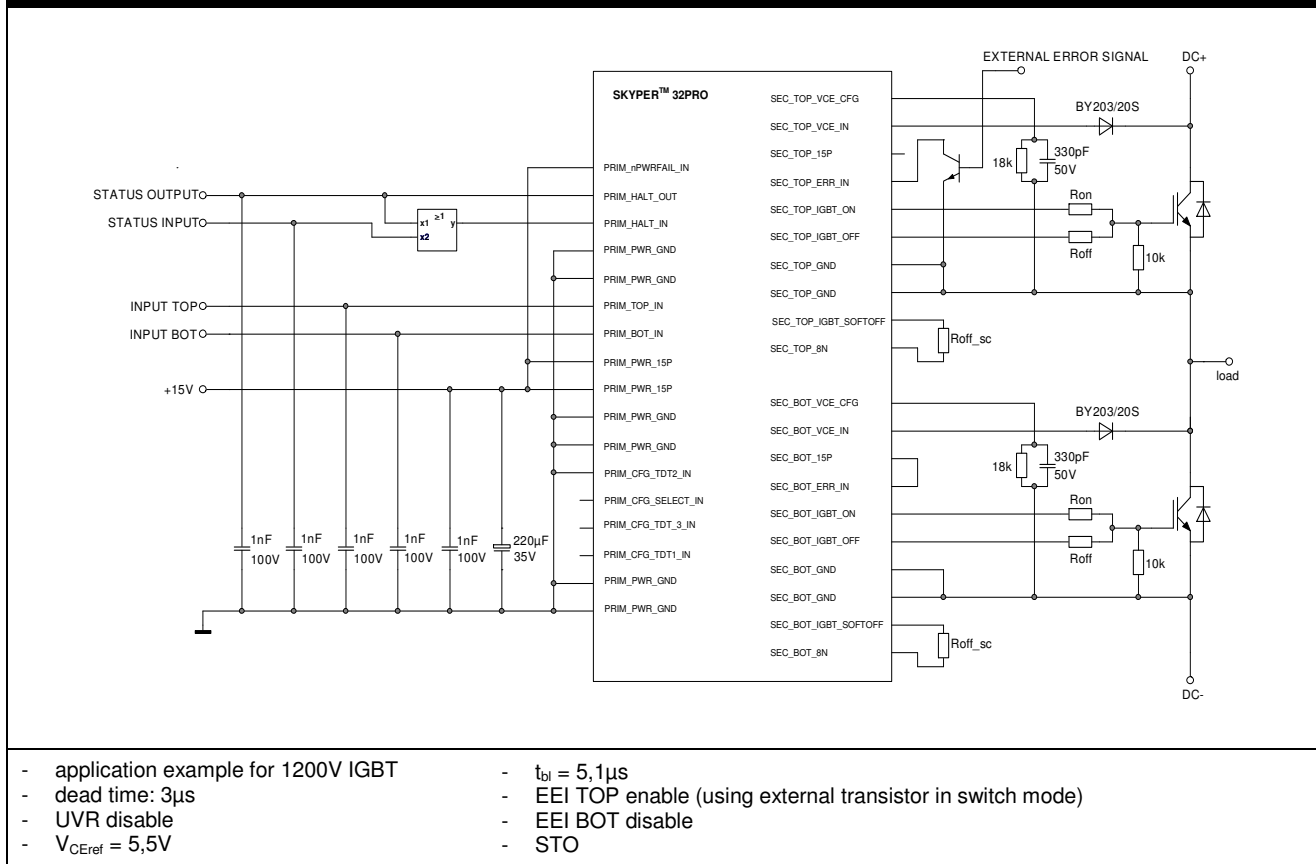 EXTERNAL ERROR SIGNAL
DC+
SKYPER™ 32PRO
SEC_TOP_VCE_CFG
BY203/20S
SEC_TOP_VCE_IN
SEC_TOP_15P
18k
330pF
50V
PRIM_nPWRFAIL_IN
SEC_TOP_ERR_IN
STATUS OUTPUT
PRIM_HALT_OUT
Ron
SEC_TOP_IGBT_ON
STATUS INPUT
x1
≥1
y
x2
PRIM_HALT_IN
SEC_TOP_IGBT_OFF
Roff
10k
PRIM_PWR_GND
SEC_TOP_GND
PRIM_PWR_GND
SEC_TOP_GND
INPUT TOP
PRIM_TOP_IN
SEC_TOP_IGBT_SOFTOFF
Roff_sc
INPUT BOT
PRIM_BOT_IN
SEC_TOP_8N
PRIM_PWR_15P
load
+15V
PRIM_PWR_15P
SEC_BOT_VCE_CFG
BY203/20S
PRIM_PWR_GND
SEC_BOT_VCE_IN
PRIM_PWR_GND
SEC_BOT_15P
18k
330pF
50V
PRIM_CFG_TDT2_IN
SEC_BOT_ERR_IN
PRIM_CFG_SELECT_IN
Ron
SEC_BOT_IGBT_ON
PRIM_CFG_TDT_3_IN
SEC_BOT_IGBT_OFF
Roff
10k
1nF
100V
1nF
100V
1nF
100V
1nF
100V
1nF
100V
220µF
35V
PRIM_CFG_TDT1_IN
SEC_BOT_GND
PRIM_PWR_GND
SEC_BOT_GND
PRIM_PWR_GND
SEC_BOT_IGBT_SOFTOFF
Roff_sc
SEC_BOT_8N
DC-
- application example for 1200V IGBT
- dead time: 3µs
- UVR disable
- VCEref = 5,5V
- tbl = 5,1µs
- EEI TOP enable (using external transistor in switch mode)
- EEI BOT disable
- STO